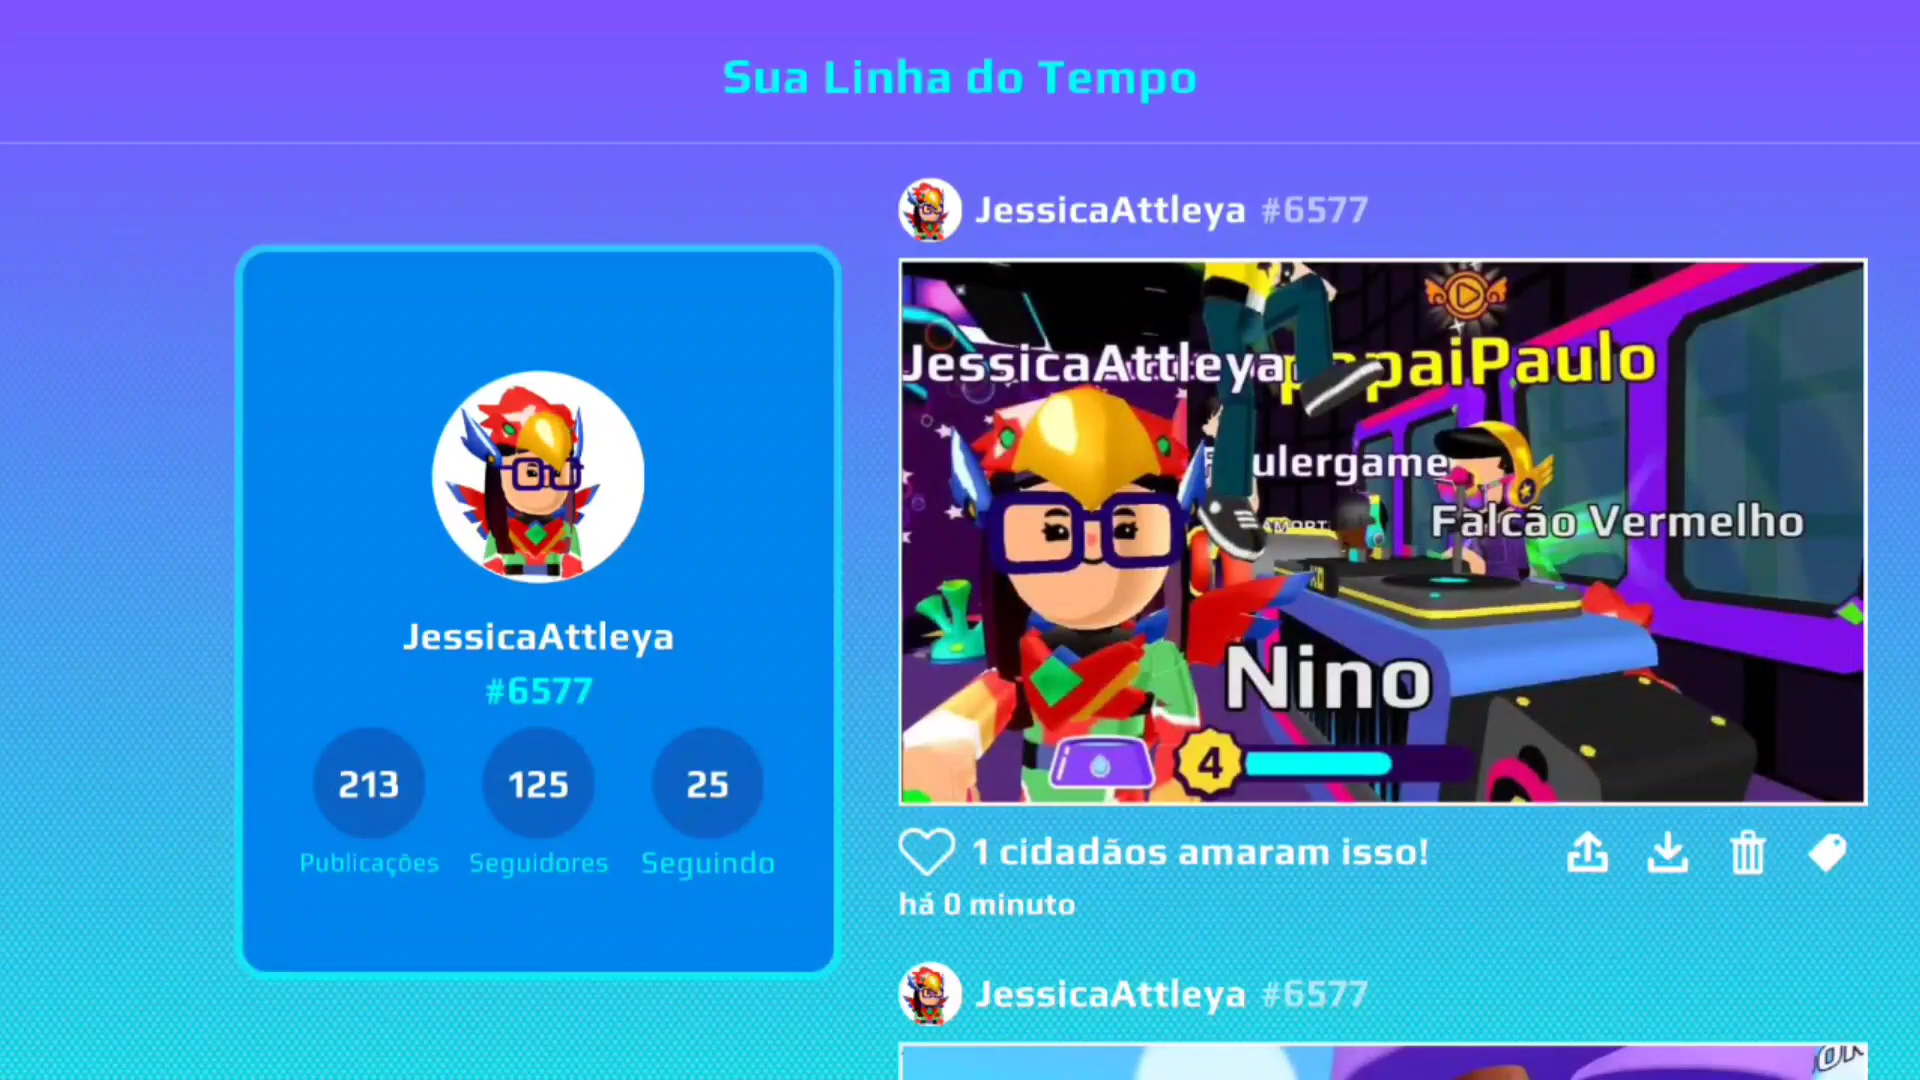 Sua Linha do Tempo
JessicaAttleya
#6577
213
125
25
Publicações
Seguidores
Seguindo
JessicaAttleya #6577
JessicaAttleya
papaiPaulo
ulergame
Falcão Vermelho
Nino
4
1 cidadãos amaram isso!
há 0 minuto
JessicaAttleya #6577